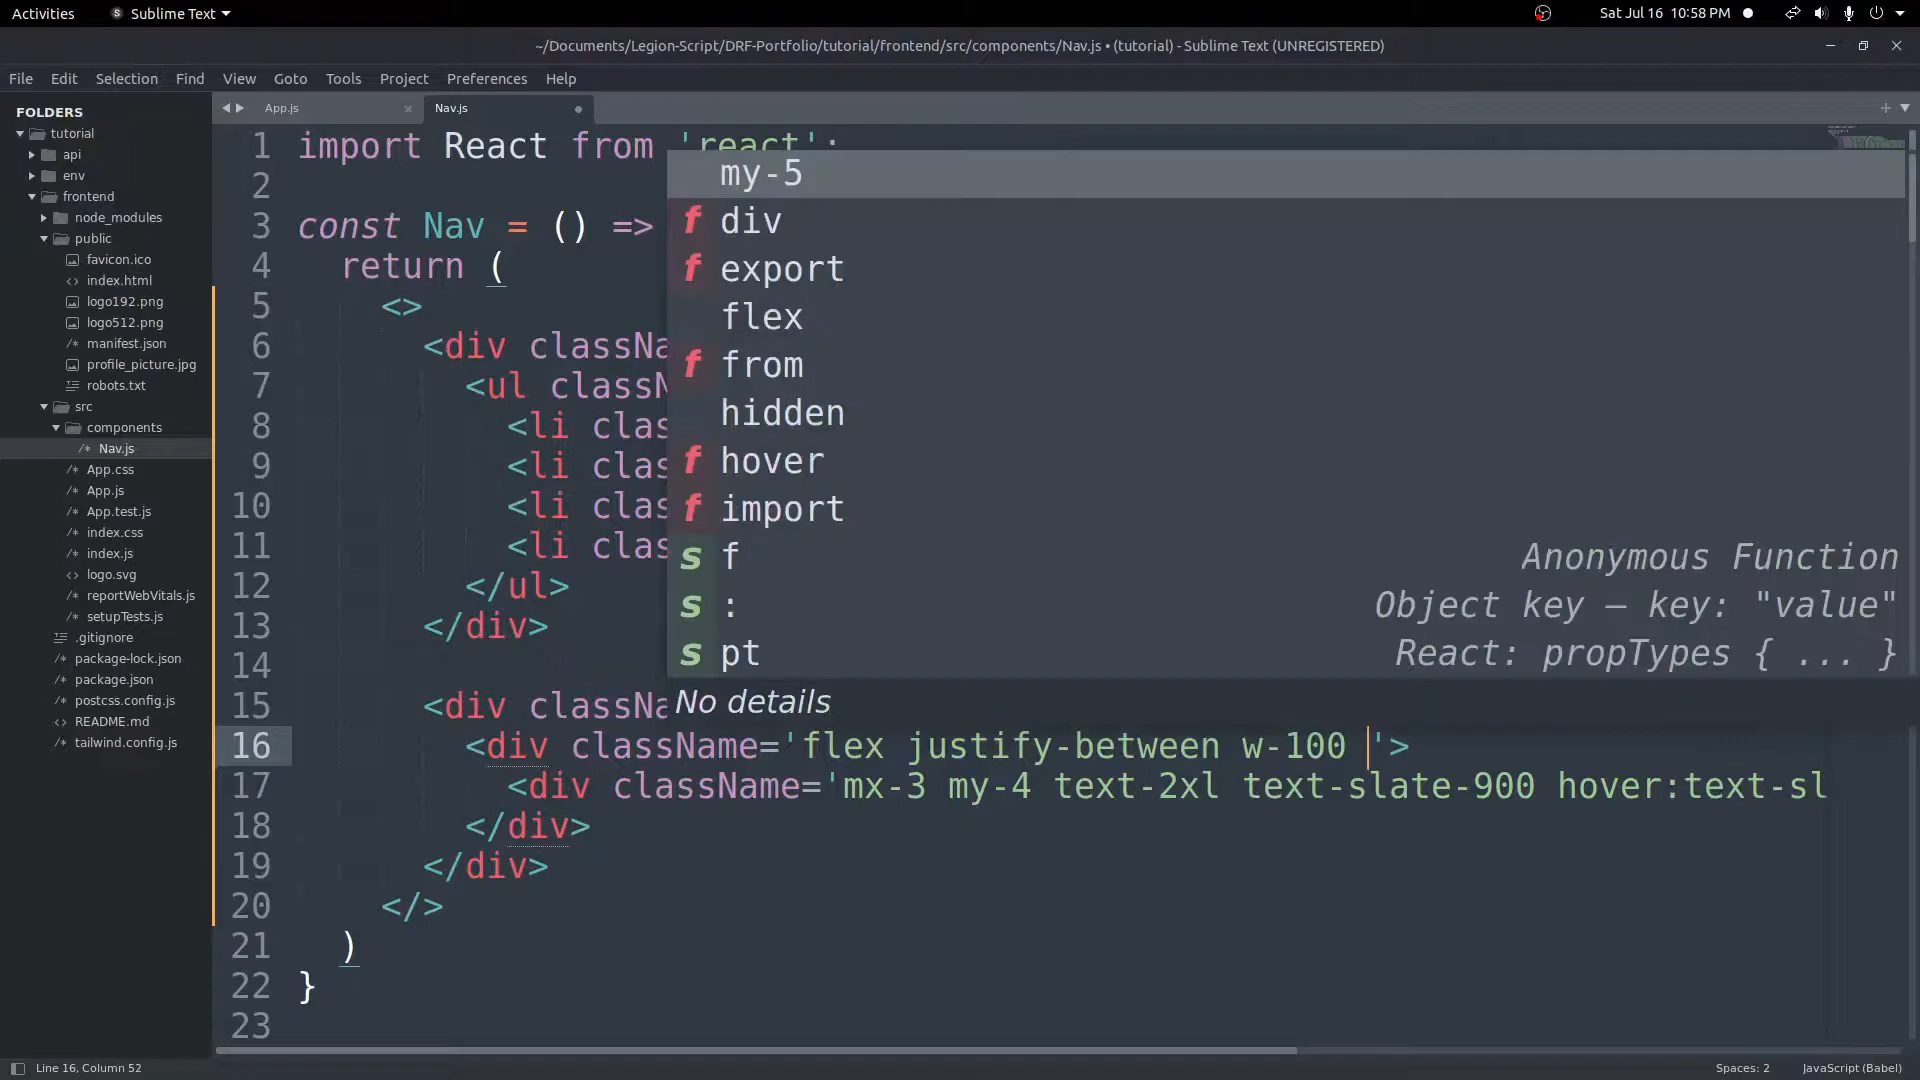 Activities
Sublime Text
Sat Jul 16 10:58 PM
~/Documents/Legion-Script/DRF-Portfolio/tutorial/frontend/src/components/Nav.js • (tutorial) - Sublime Text (UNREGISTERED)
File Edit Selection Find View Goto Tools Project Preferences Help
FOLDERS
tutorial
api
env
frontend
node_modules
public
favicon.ico
<> index.html
logo192.png
logo512.png
/* manifest.json
profile_picture.jpg
robots.txt
src
components
/* Nav.js
/* App.css
/* App.js
/* App.test.js
/* index.css
/* index.js
<> logo.svg
/* reportWebVitals.js
/* setupTests.js
.gitignore
/* package-lock.json
/* package.json
/* postcss.config.js
<> README.md
/* tailwind.config.js
App.js
Nav.js
1 import React from 'react';
2
3 const Nav = () =>
4 return (
5 <>
6 <div classNa
7 <ul classN
8 <li clas
9 <li clas
10 <li clas
11 <li clas
12 </ul>
13 </div>
14
15 <div classNa
16 <div className='flex justify-between w-100 '>
17 <div className='mx-3 my-4 text-2xl text-slate-900 hover:text-sl
18 </div>
19 </div>
20 </>
21 )
22 }
23
my-5
f div
f export
flex
f from
hidden
f hover
f import
s f Anonymous Function
s : Object key — key: "value"
s pt React: propTypes { ... }
No details
Line 16, Column 52
Spaces: 2
JavaScript (Babel)